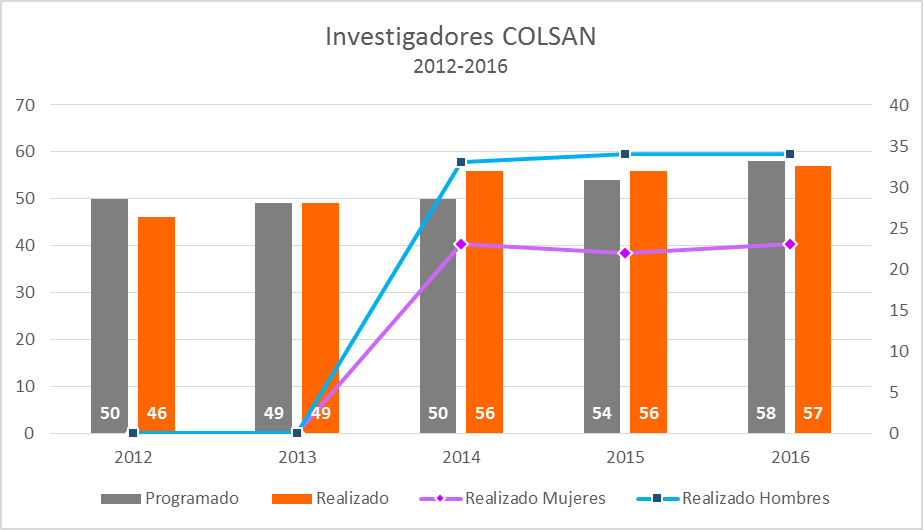 Investigadores COLSAN
2012-2016
70 40
60 35
50 30
40 25
30 20
20 15
10 10
0 5
0
50 46 49 49 50 56 54 56 58 57
2012 2013 2014 2015 2016
Programado Realizado Realizado Mujeres Realizado Hombres